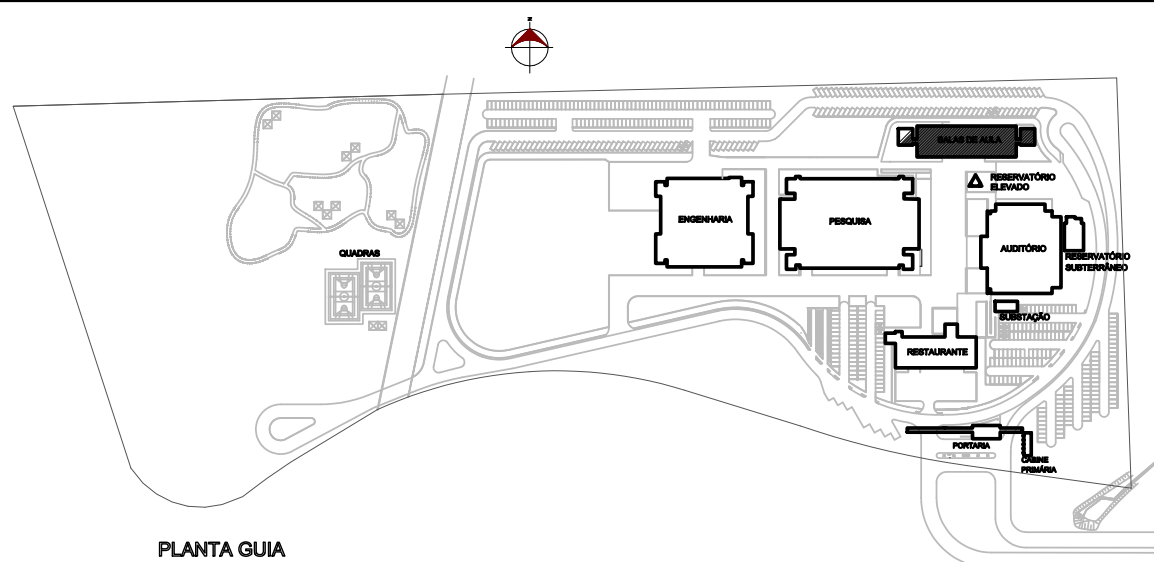 N
SALAS DE AULA
RESERVATÓRIO
ELEVADO
ENGENHARIA
PESQUISA
AUDITÓRIO
RESERVATÓRIO
SUBTERRÂNEO
QUADRAS
SUBSTAÇÃO
RESTAURANTE
PORTARIA
CABINE
PRIMÁRIA
PLANTA GUIA